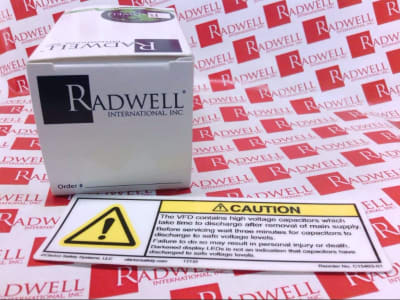 RADWELL
RADWELL
INTERNATIONAL, INC.
Order #
CAUTION
The VFD contains high voltage capacitors which
take time to discharge after removal of main supply.
Before servicing wait three minutes for capacitors to
discharge to safe voltage levels.
Failure to do so may result in personal injury or death.
Darkened display LEDs is not an indication that capacitors have
discharged to safe voltage levels.
Reorder No.